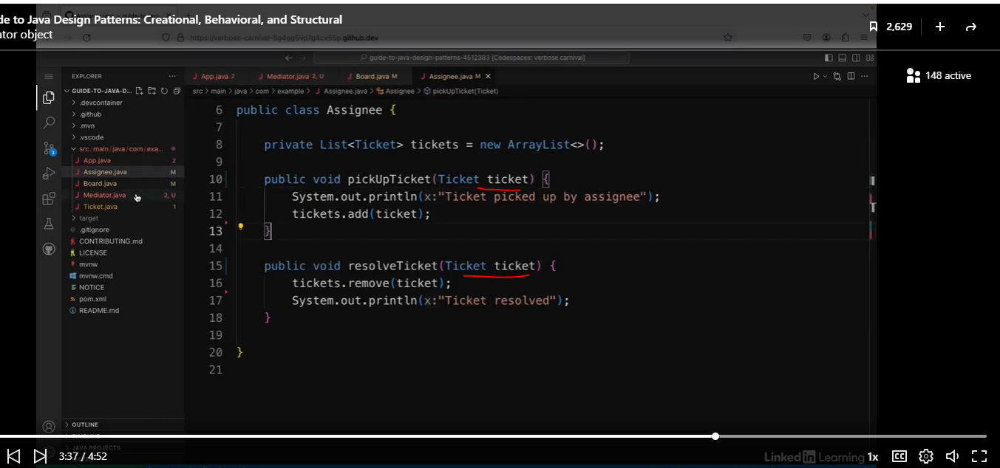 de to Java Design Patterns: Creational, Behavioral, and Structural
ator object
2,629
148 active
https://verbose-carnival-5g4gg5vp7g4cv55p.github.dev
guide-to-java-design-patterns-4512383 [Codespaces: verbose carnival]
EXPLORER
GUIDE-TO-JAVA-D...
.devcontainer
.github
.mvn
.vscode
src/main/java/com/exa...
App.java 2
Assignee.java M
Board.java M
Mediator.java 2, U
Ticket.java 1
target
.gitignore
CONTRIBUTING.md
LICENSE
mvnw
mvnw.cmd
NOTICE
pom.xml
README.md
OUTLINE
JAVA PROJECTS
3
App.java 2 Mediator.java 2, U Board.java M Assignee.java M
src > main > java > com > example > Assignee.java > Assignee > pickUpTicket(Ticket)
6 public class Assignee {
7
8 private List<Ticket> tickets = new ArrayList<>();
9
10 public void pickUpTicket(Ticket ticket) {
11 System.out.println(x:"Ticket picked up by assignee");
12 tickets.add(ticket);
13 }
14
15 public void resolveTicket(Ticket ticket) {
16 tickets.remove(ticket);
17 System.out.println(x:"Ticket resolved");
18 }
19
20 }
21
3:37 / 4:52
LinkedIn Learning
1x
CC